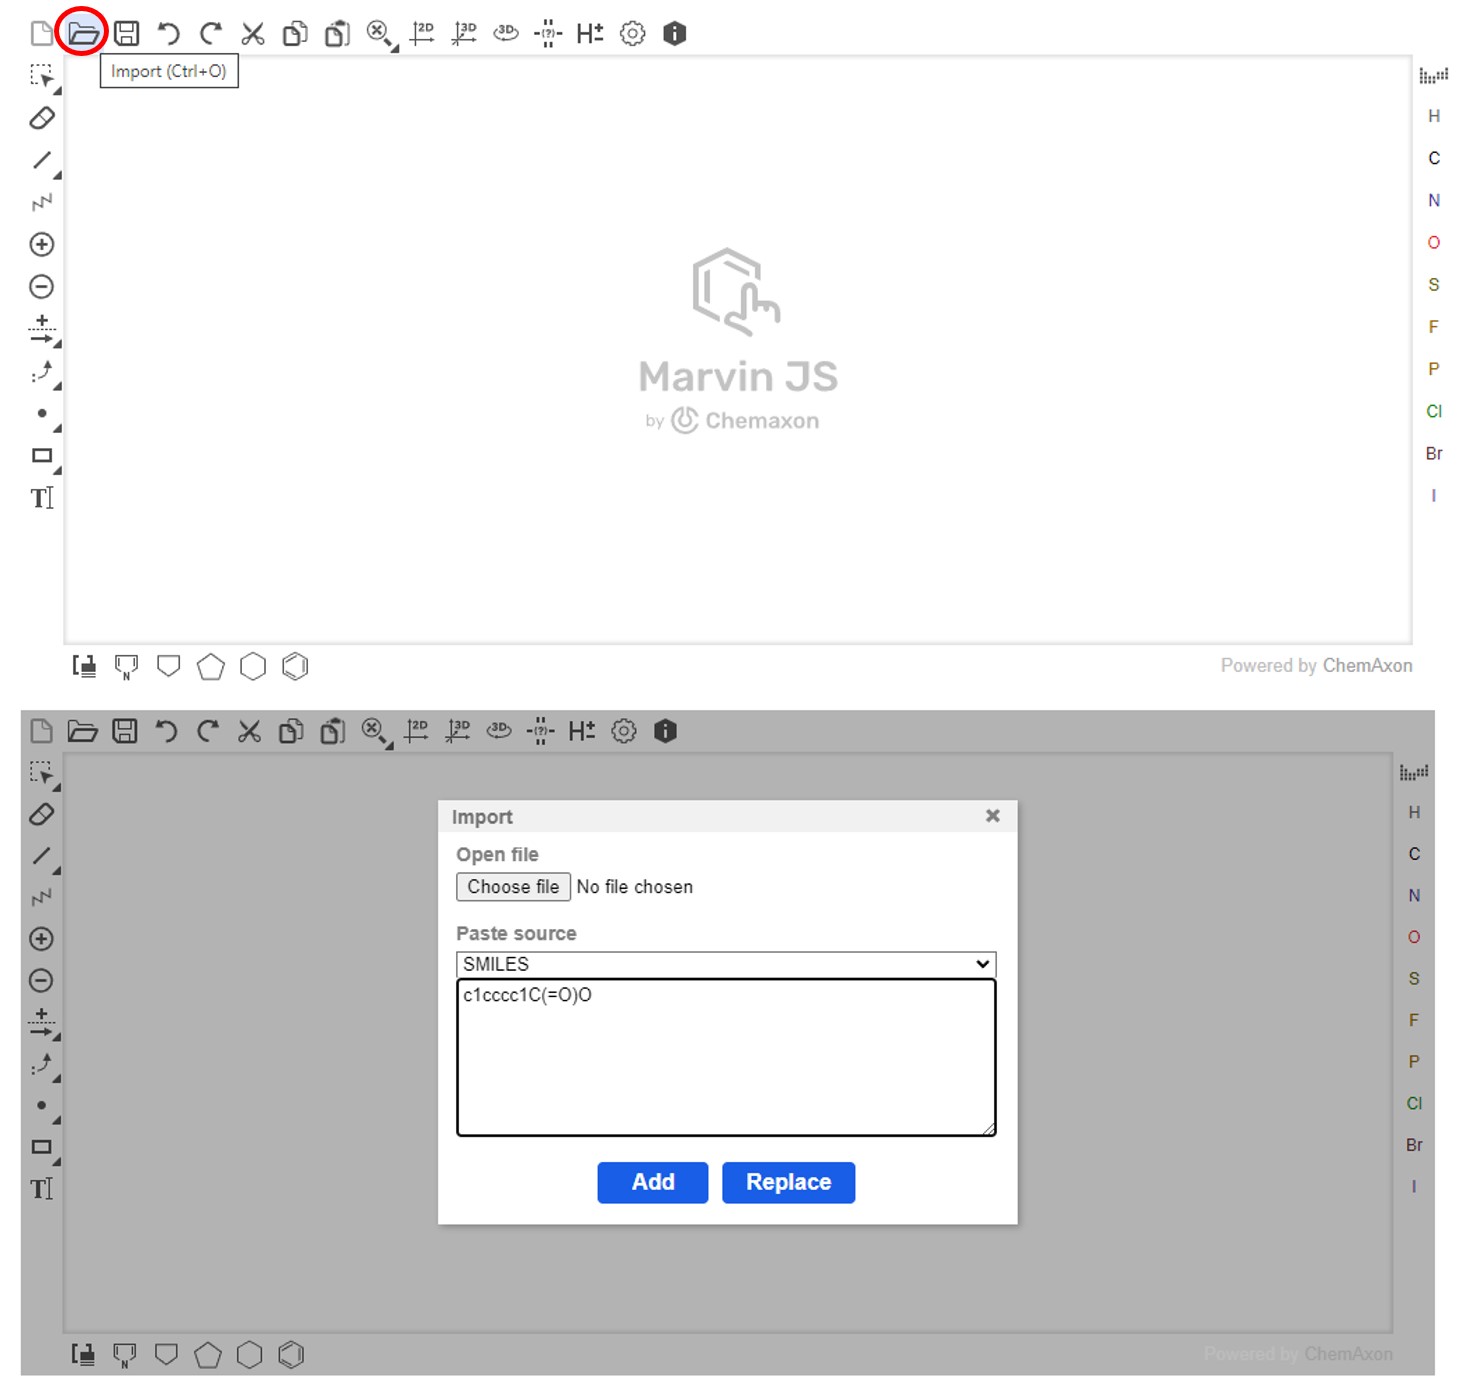 2D 3D 3D (?) H±
Import (Ctrl+O)
H
C
N
O
S
F
P
Cl
Br
I
Marvin JS
by Chemaxon
T
N
Powered by ChemAxon
2D 3D 3D (?) H±
H
C
N
O
S
F
P
Cl
Br
I
Import
Open file
Choose file No file chosen
Paste source
SMILES
c1cccc1C(=O)O
Add Replace
T
N
Powered by ChemAxon